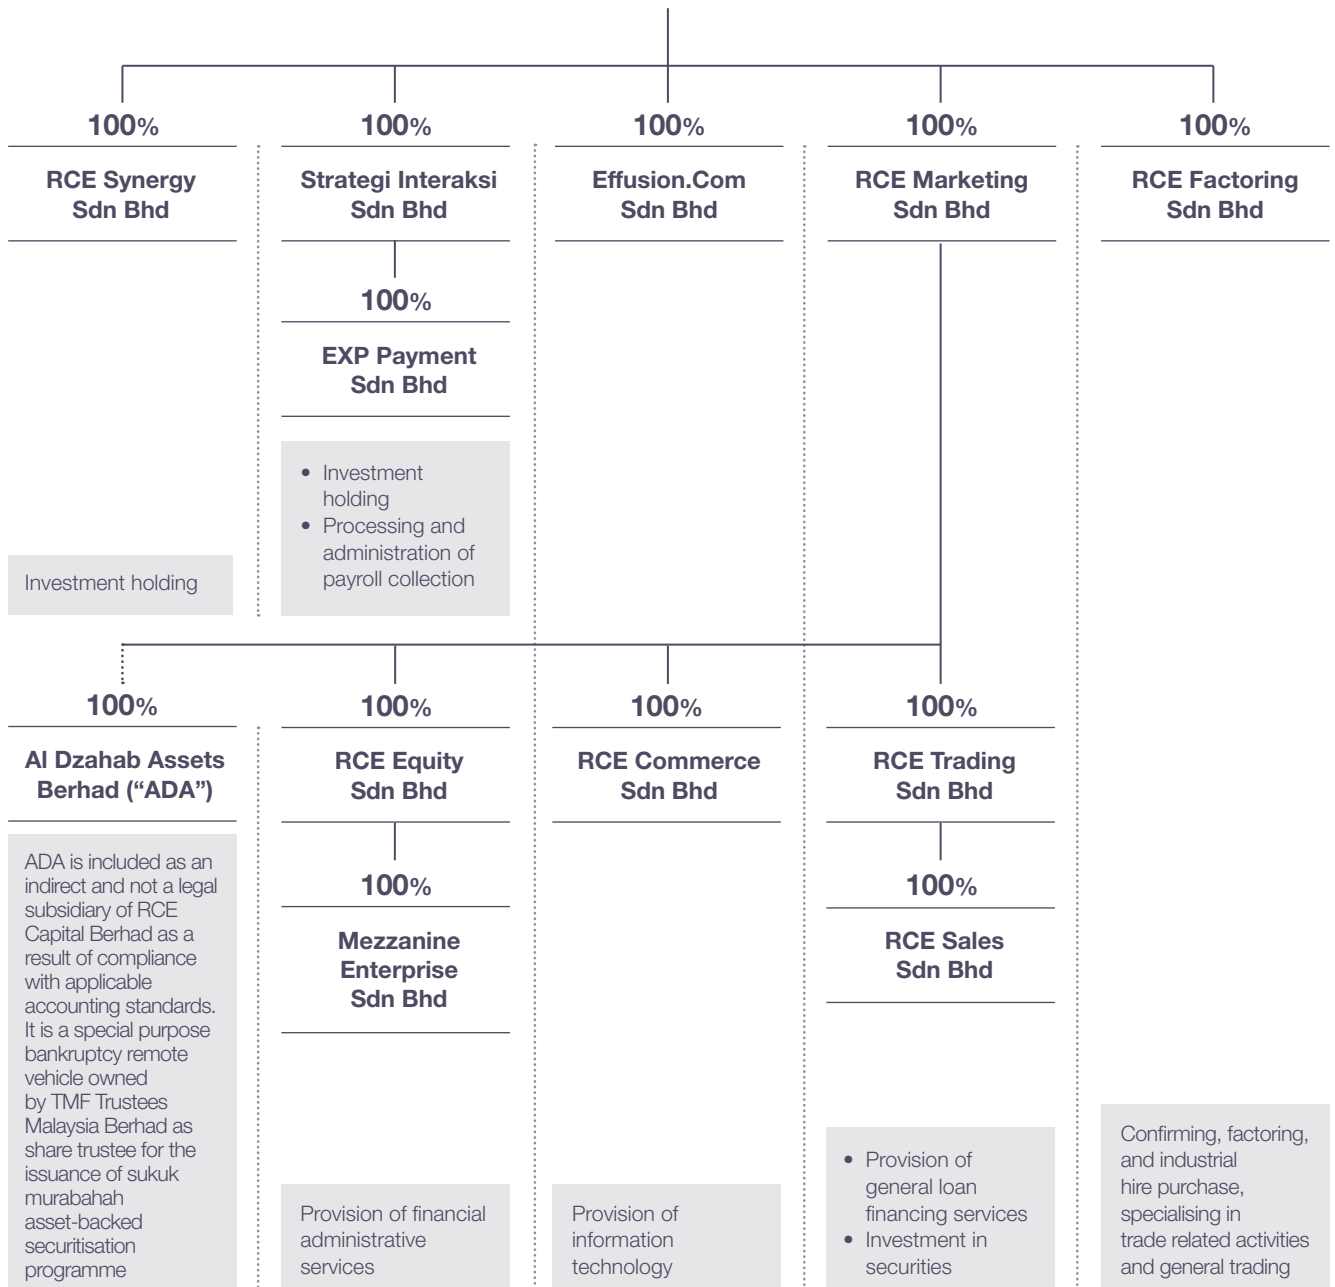 100%
RCE Synergy
Sdn Bhd
Investment holding
100%
Strategi Interaksi
Sdn Bhd
100%
EXP Payment
Sdn Bhd
• Investment
holding
• Processing and
administration of
payroll collection
100%
Effusion.Com
Sdn Bhd
100%
RCE Marketing
Sdn Bhd
100%
RCE Factoring
Sdn Bhd
100%
Al Dzahab Assets
Berhad (“ADA”)
ADA is included as an
indirect and not a legal
subsidiary of RCE
Capital Berhad as a
result of compliance
with applicable
accounting standards.
It is a special purpose
bankruptcy remote
vehicle owned
by TMF Trustees
Malaysia Berhad as
share trustee for the
issuance of sukuk
murabahah
asset-backed
securitisation
programme
100%
RCE Equity
Sdn Bhd
100%
Mezzanine
Enterprise
Sdn Bhd
Provision of financial
administrative
services
100%
RCE Commerce
Sdn Bhd
Provision of
information
technology
100%
RCE Trading
Sdn Bhd
100%
RCE Sales
Sdn Bhd
• Provision of
general loan
financing services
• Investment in
securities
Confirming, factoring,
and industrial
hire purchase,
specialising in
trade related activities
and general trading